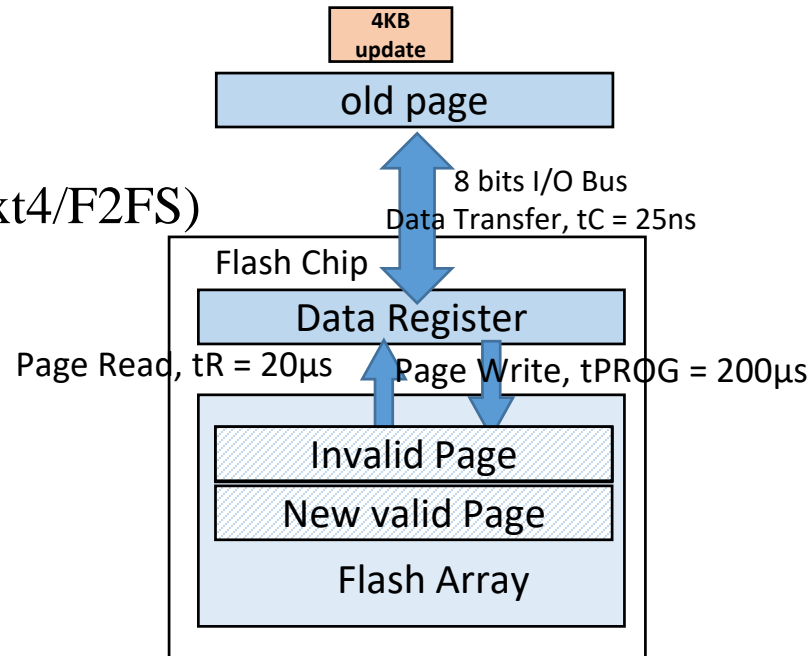 4KB
update
old page
8 bits I/O Bus
xt4/F2FS)
Data Transfer, tC = 25ns
Flash Chip
Data Register
Page Read, tR = 20µs
Page Write, tPROG = 200µs
Invalid Page
New valid Page
Flash Array